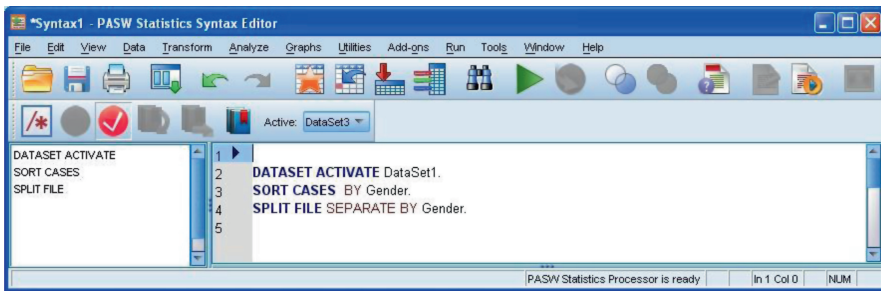 *Syntax1 - PASW Statistics Syntax Editor
File Edit View Data Transform Analyze Graphs Utilities Add-ons Run Tools Window Help
Active: DataSet3
DATASET ACTIVATE
SORT CASES
SPLIT FILE
1
2 DATASET ACTIVATE DataSet1.
3 SORT CASES BY Gender.
4 SPLIT FILE SEPARATE BY Gender.
5
PASW Statistics Processor is ready In 1 Col 0 NUM